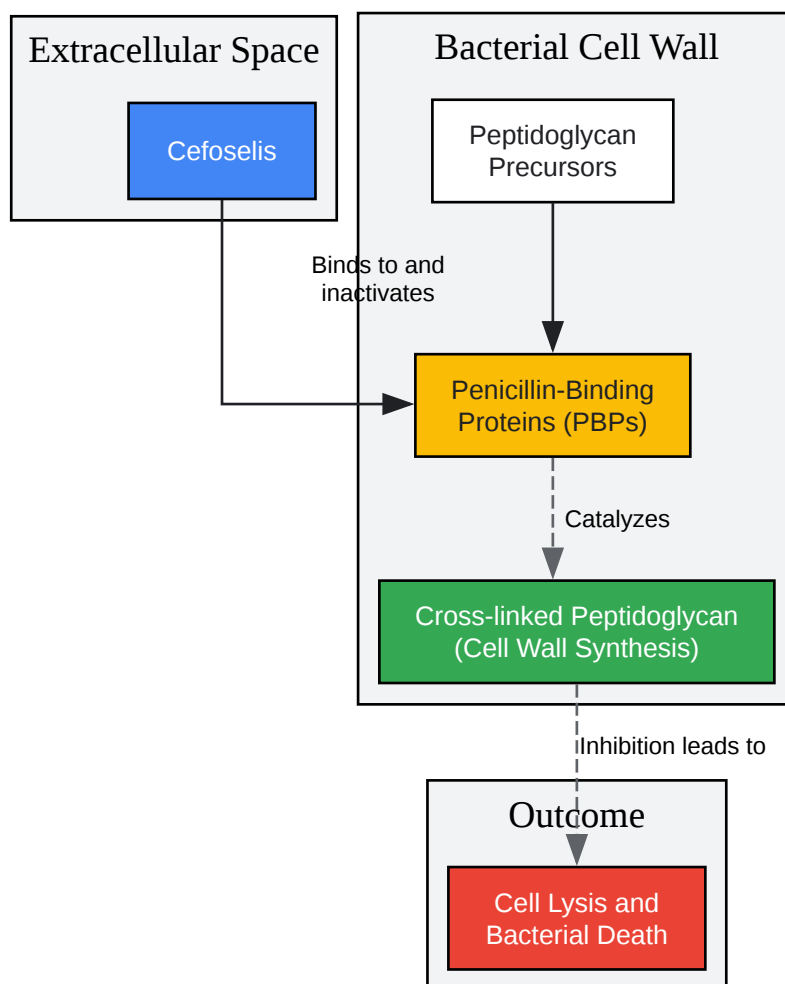 Extracellular Space
Cefoselis
Bacterial Cell Wall
Peptidoglycan
Precursors
Binds to and
inactivates
Penicillin-Binding
Proteins (PBPs)
Catalyzes
Cross-linked Peptidoglycan
(Cell Wall Synthesis)
Inhibition leads to
Outcome
Cell Lysis and
Bacterial Death